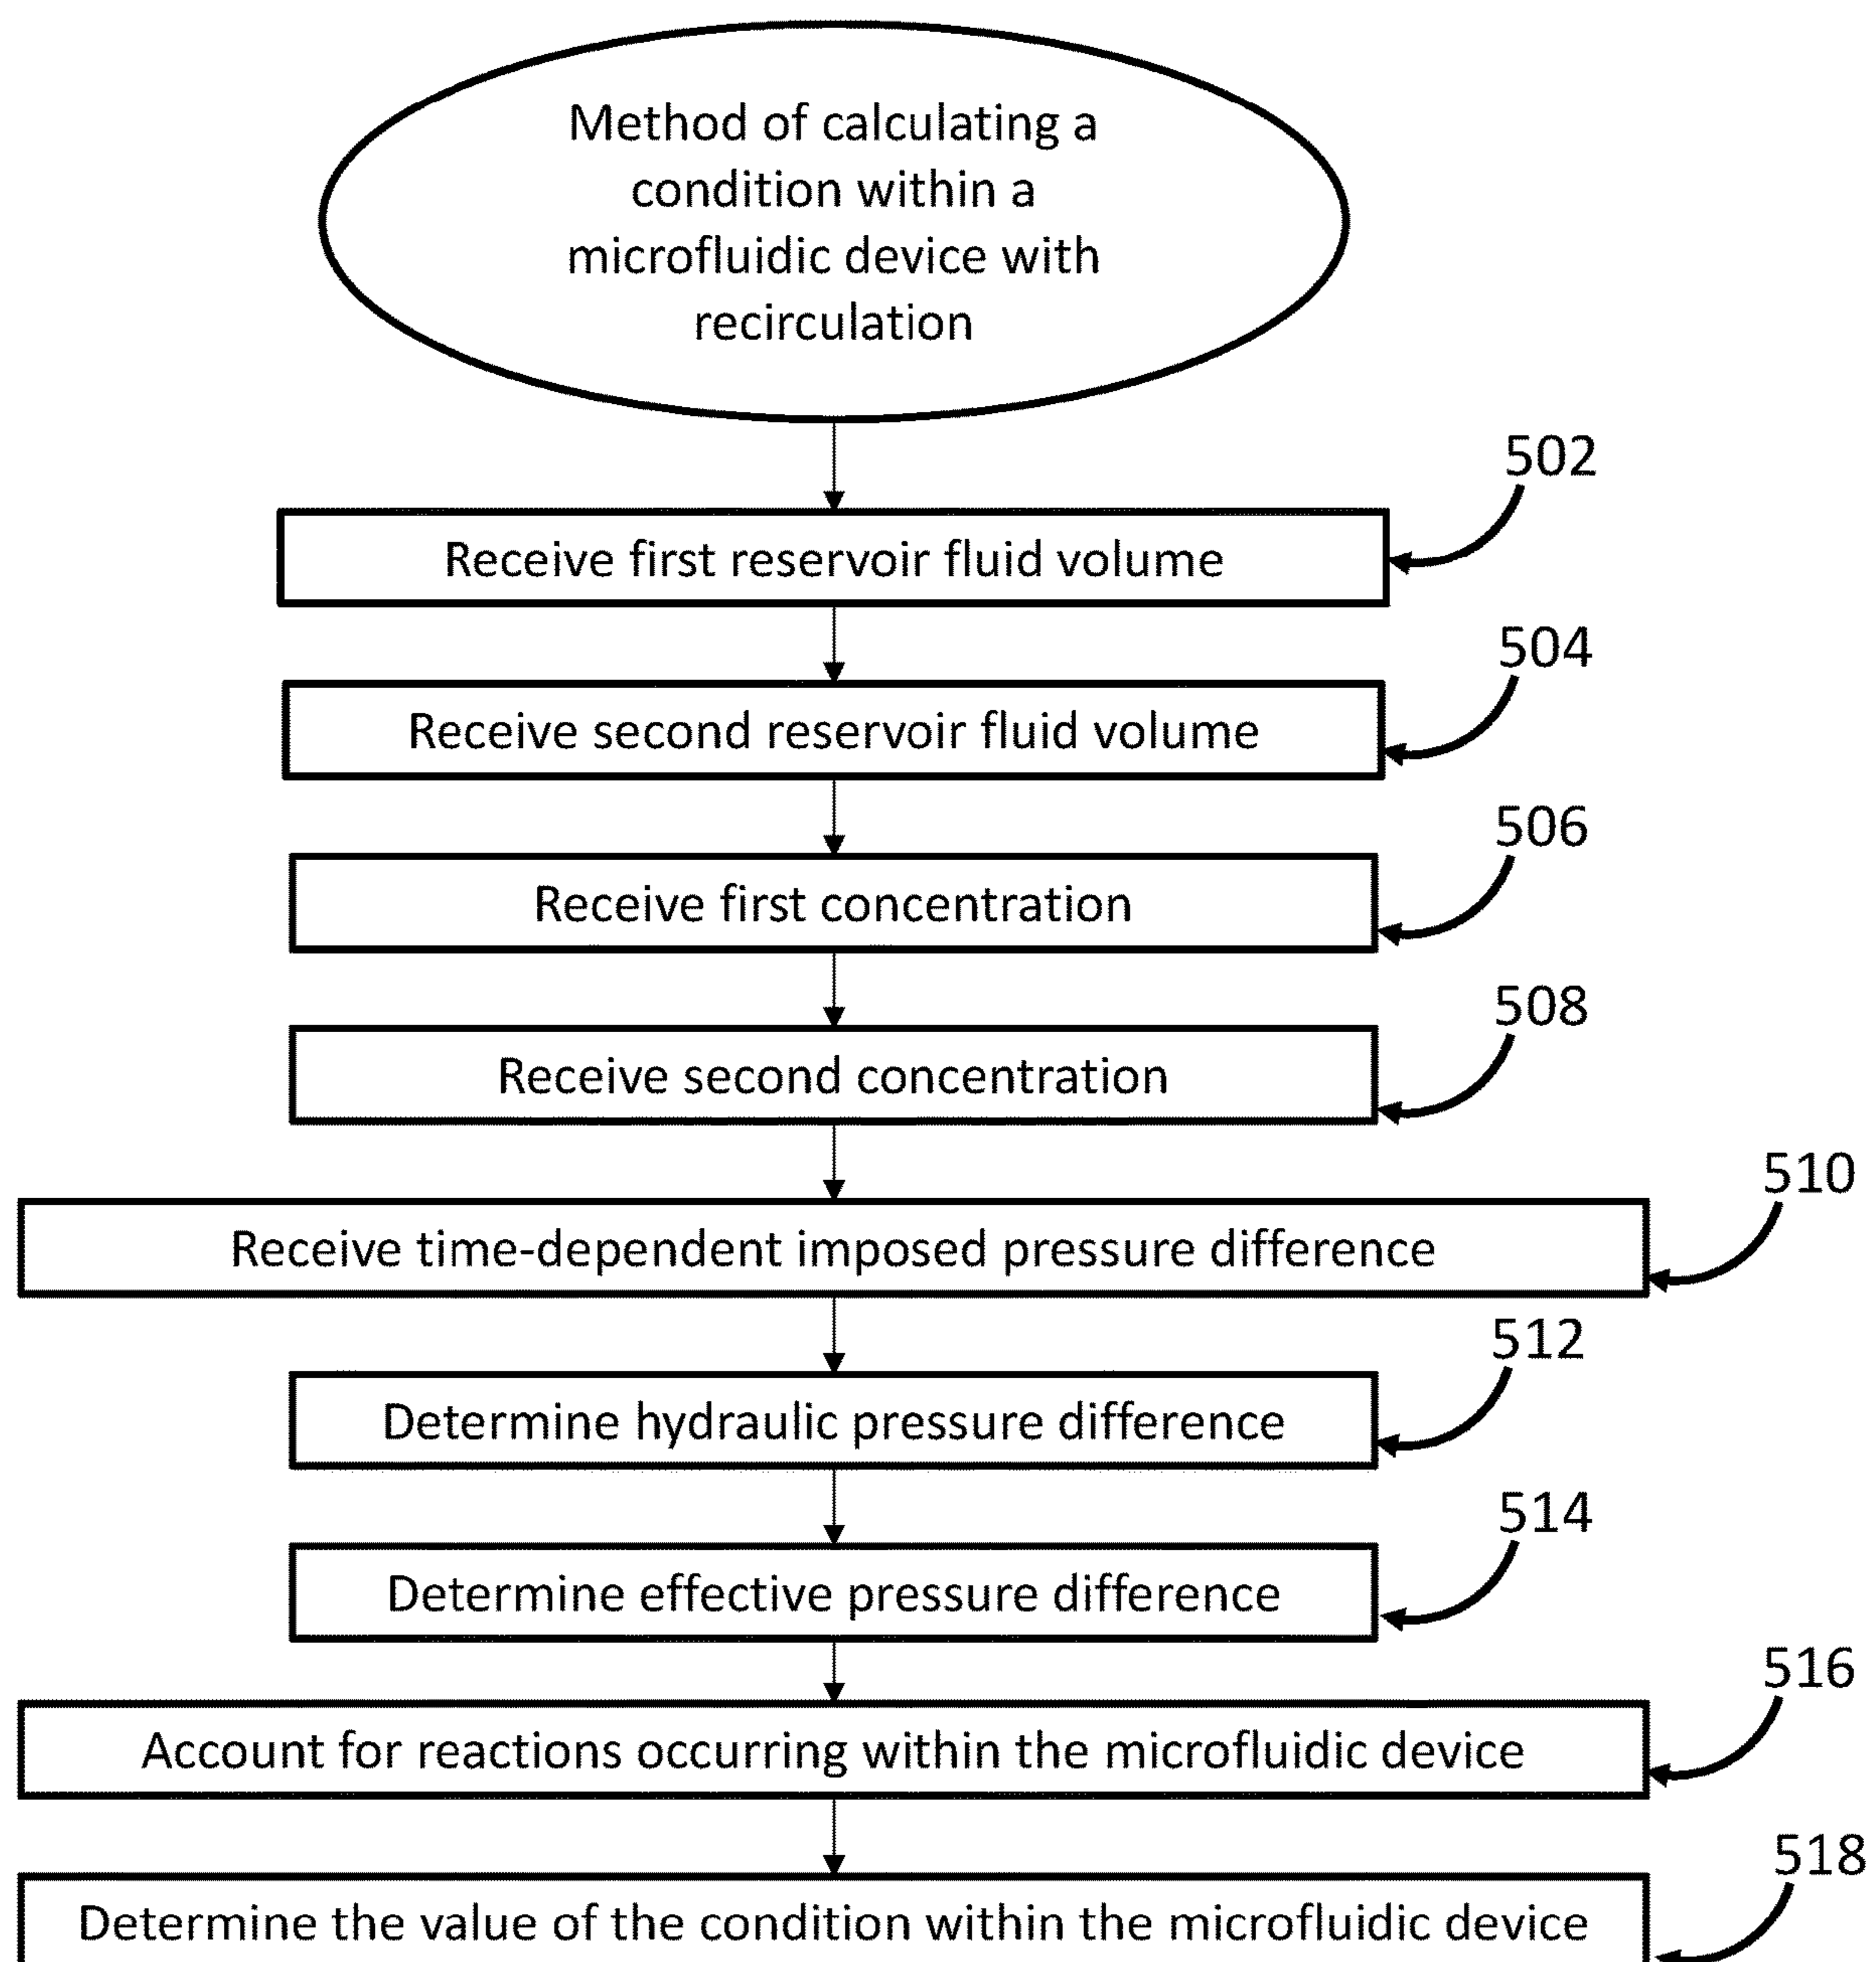 Method of calculating a
condition within a
microfluidic device with
recirculation
502
Receive first reservoir fluid volume
504
Receive second reservoir fluid volume
506
Receive first concentration
508
Receive second concentration
510
Receive time-dependent imposed pressure difference
512
Determine hydraulic pressure difference
514
Determine effective pressure difference
516
Account for reactions occurring within the microfluidic device
518
Determine the value of the condition within the microfluidic device